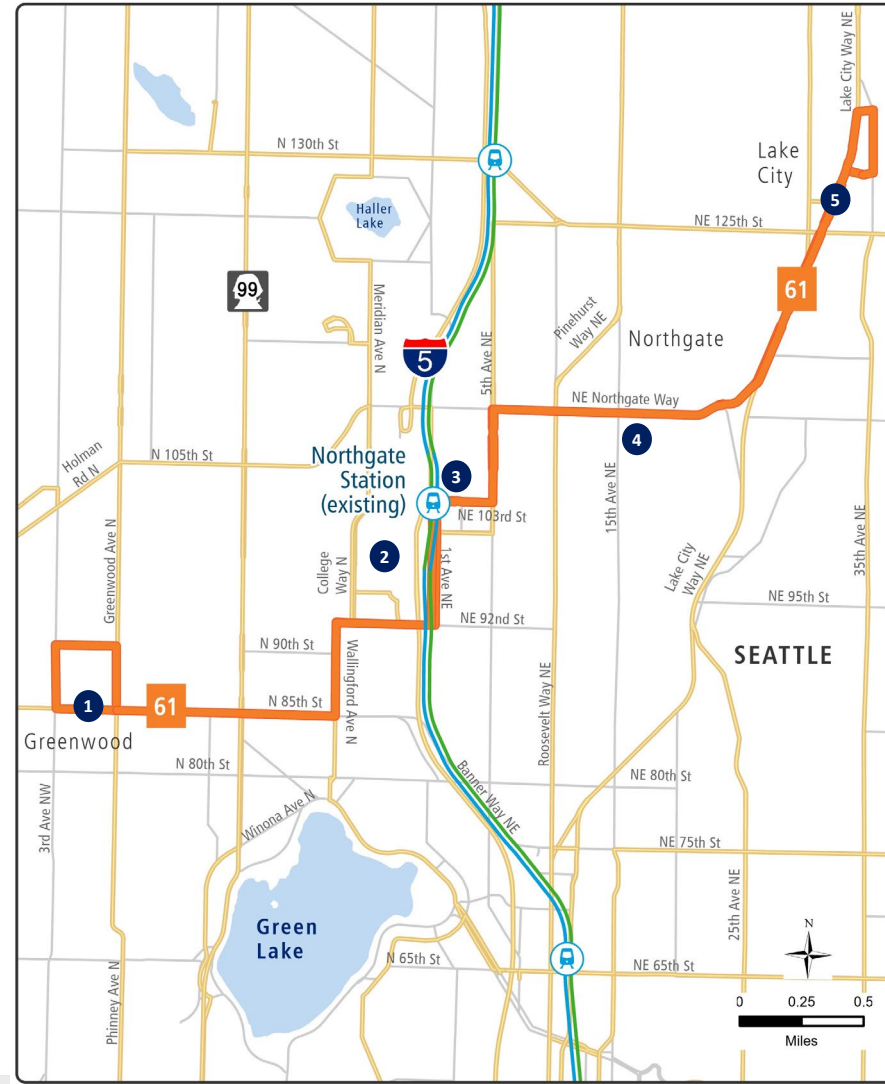 Lake City Way NE
N 130th St
Lake
City
5
Haller
Lake
NE 125th St
99
61
Meridian Ave N
Pinehurst
Way NE
5th Ave NE
Northgate
5
NE Northgate Way
4
Holman
Rd N
N 105th St
Northgate
Station
(existing)
3
NE 103rd St
15th Ave NE
35th Ave NE
Greenwood Ave N
2
College
Way N
1st Ave NE
Lake City
Way NE
NE 95th St
NE 92nd St
N 90th St
SEATTLE
Wallingford Ave N
1
61
N 85th St
Roosevelt Way NE
Greenwood
N 80th St
NE 80th St
3rd Ave NW
Banner Way NE
Winona Ave N
NE 75th St
25th Ave NE
Green
Lake
N
N 65th St
NE 65th St
Phinney Ave N
0 0.25 0.5
Miles